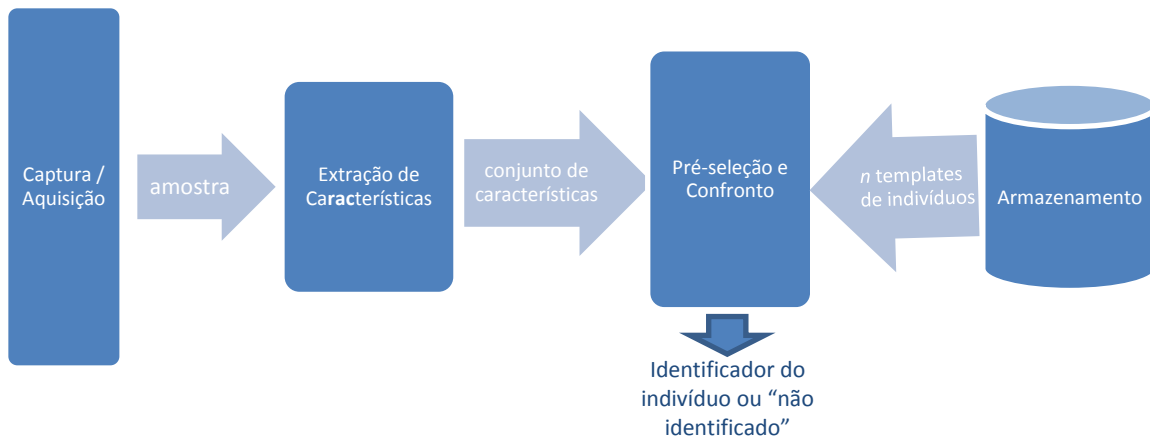 Captura /
Aquisição
amostra
Extração de
Características
conjunto de
características
Pré-seleção e
Confronto
n templates
de indivíduos
Armazenamento
Identificador do
indivíduo ou “não
identificado”